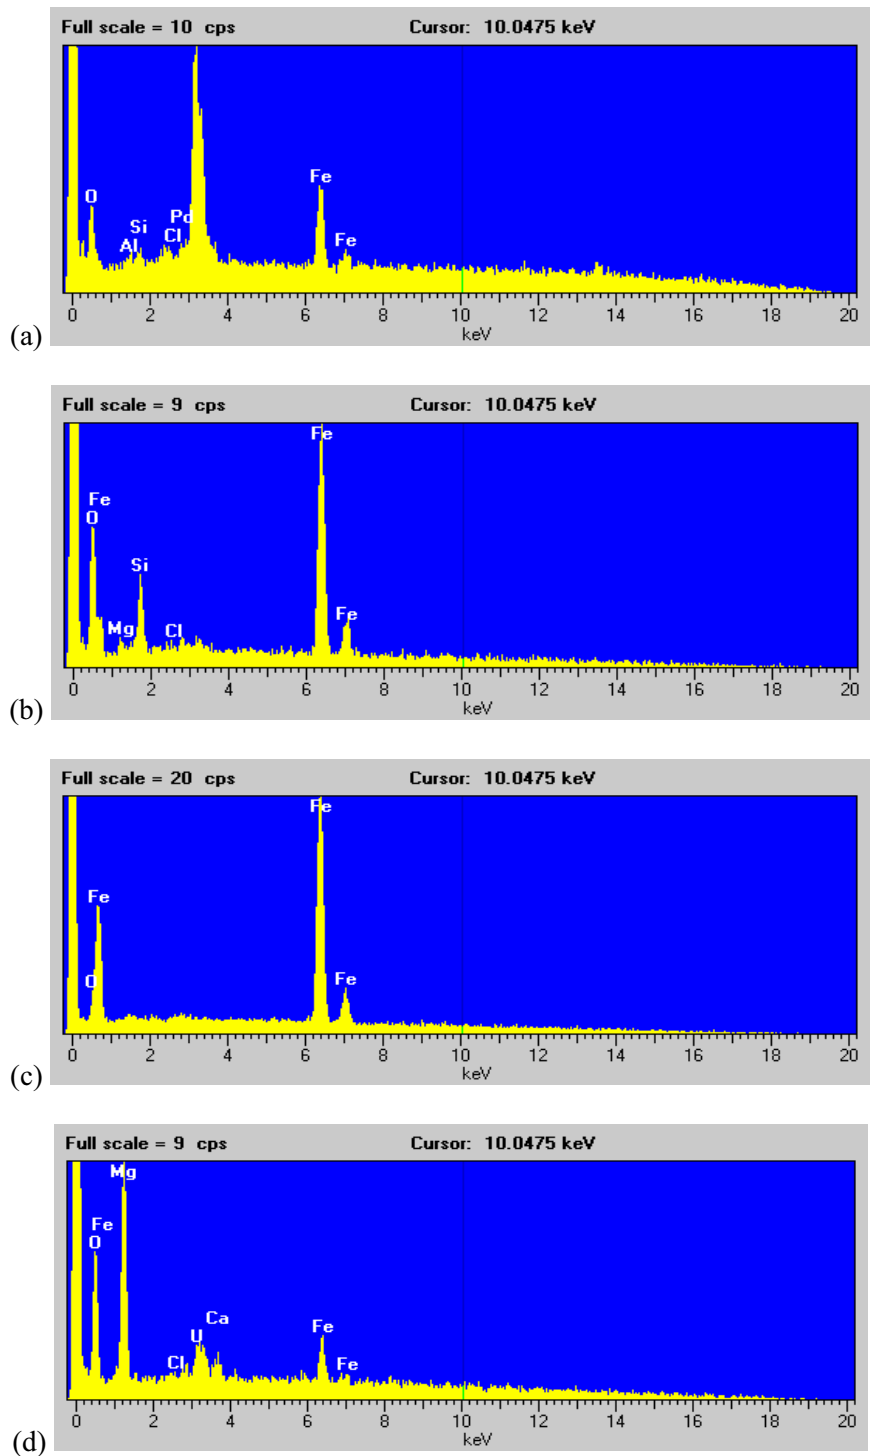 Full scale = 10 cps Cursor: 10.0475 keV
Fe
O
Pd
Si
Cl
Fe
Al
0 2 4 6 8 10 12 14 16 18 20
keV
(a)
Full scale = 9 cps Cursor: 10.0475 keV
Fe
Fe
O
Si
Mg Cl Fe
0 2 4 6 8 10 12 14 16 18 20
keV
(b)
Full scale = 20 cps Cursor: 10.0475 keV
Fe
Fe
O Fe
0 2 4 6 8 10 12 14 16 18 20
keV
(c)
Full scale = 9 cps Cursor: 10.0475 keV
Mg
Fe
O
Ca
U Fe
Cl Fe
0 2 4 6 8 10 12 14 16 18 20
keV
(d)